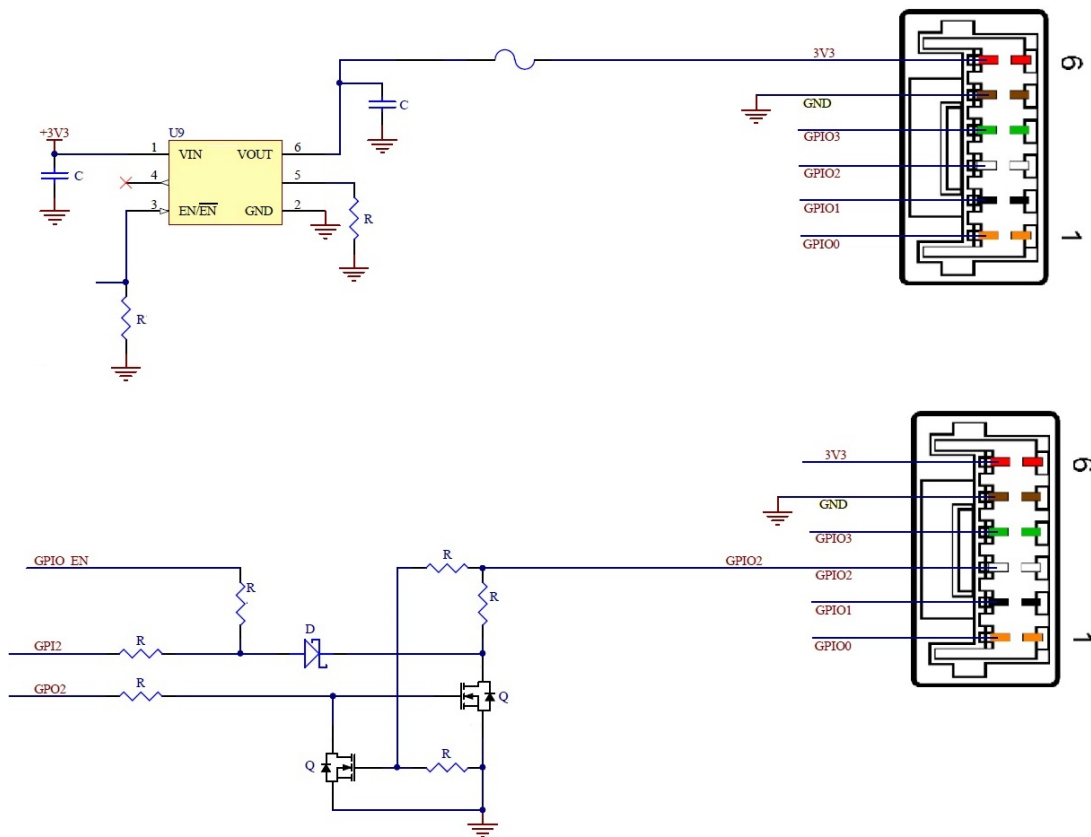 3V3
6
GND
GPIO3
GPIO2
GPIO1
GPIO0
1
C
+3V3
C
U9
1
VIN
VOUT
6
4
5
3
EN/EN
GND
2
R
R
3V3
6
GND
GPIO3
GPIO2
GPIO2
GPIO1
GPIO0
1
R
R
GPIO_EN
R
D
GPI2
R
GPO2
R
Q
Q
R